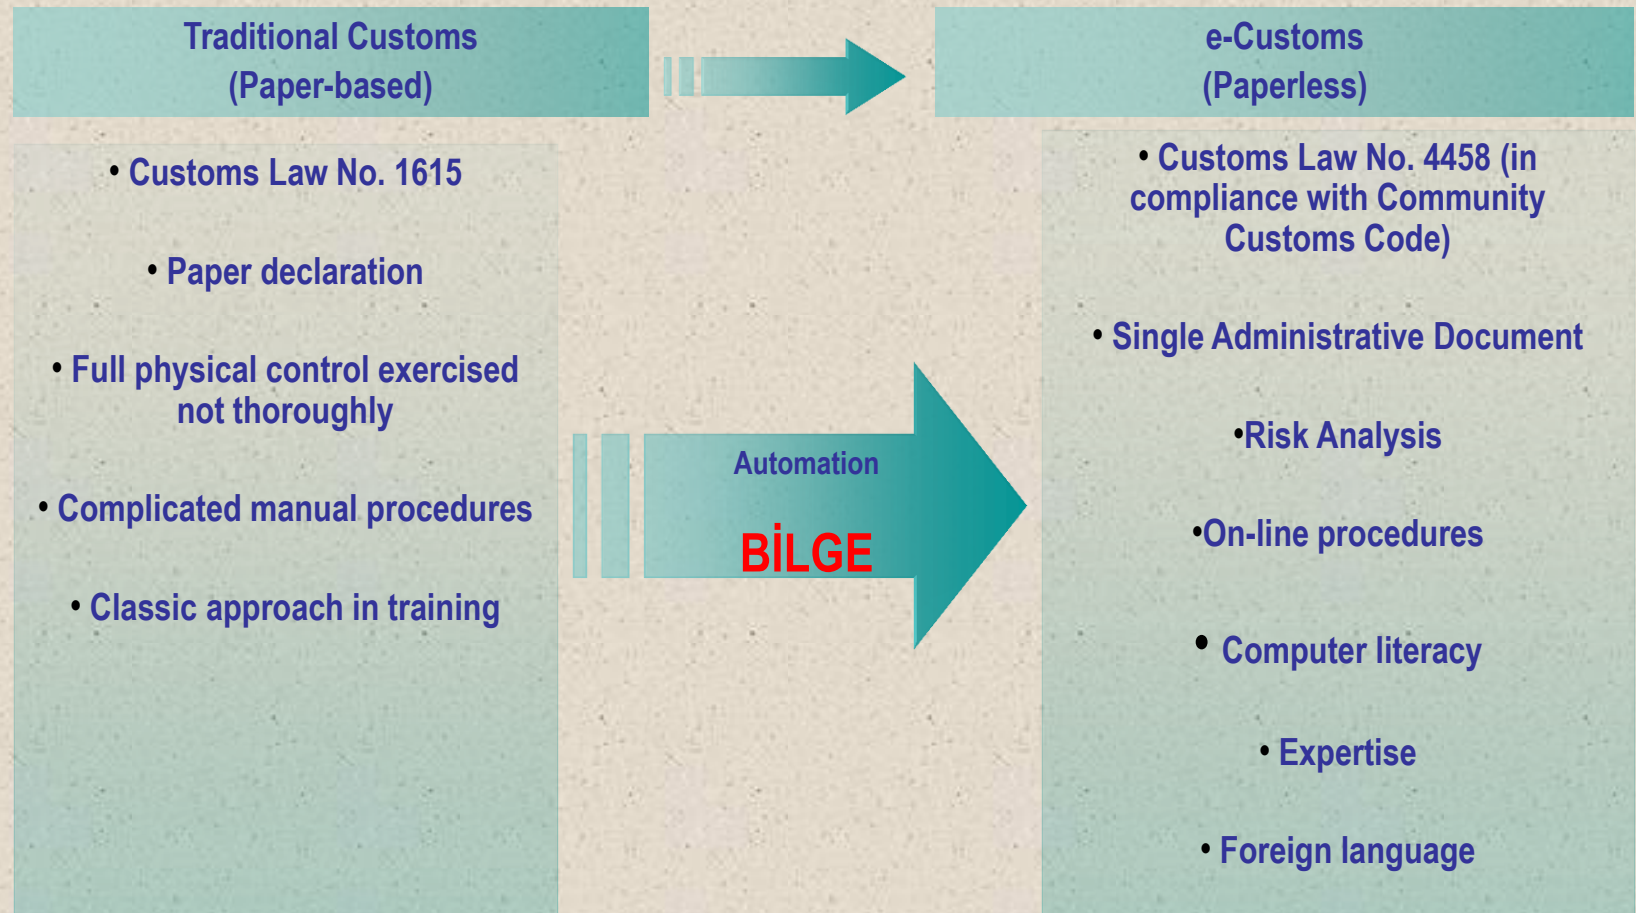 Traditional Customs
(Paper-based)
e-Customs
(Paperless)
• Customs Law No. 1615
• Paper declaration
• Full physical control exercised
not thoroughly
• Complicated manual procedures
• Classic approach in training
Automation
BİLGE
• Customs Law No. 4458 (in
compliance with Community
Customs Code)
• Single Administrative Document
•Risk Analysis
•On-line procedures
• Computer literacy
• Expertise
• Foreign language